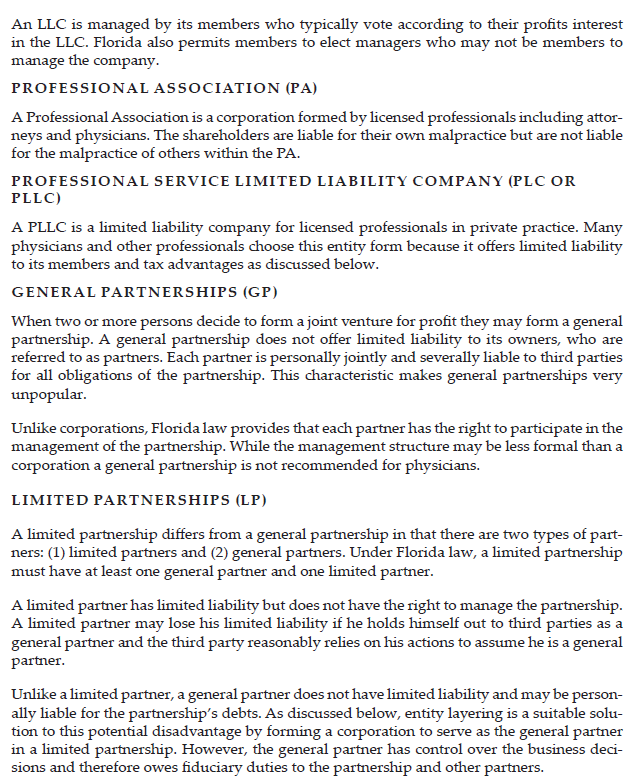 An LLC is managed by its members who typically vote according to their profits interest
in the LLC. Florida also permits members to elect managers who may not be members to
manage the company.
PROFESSIONAL ASSOCIATION (PA)
A Professional Association is a corporation formed by licensed professionals including attor-
neys and physicians. The shareholders are liable for their own malpractice but are not liable
for the malpractice of others within the PA.
PROFESSIONAL SERVICE LIMITED LIABILITY COMPANY (PLC OR
PLLC)
A PLLC is a limited liability company for licensed professionals in private practice. Many
physicians and other professionals choose this entity form because it offers limited liability
to its members and tax advantages as discussed below.
GENERAL PARTNERSHIPS (GP)
When two or more persons decide to form a joint venture for profit they may form a general
partnership. A general partnership does not offer limited liability to its owners, who are
referred to as partners. Each partner is personally jointly and severally liable to third parties
for all obligations of the partnership. This characteristic makes general partnerships very
unpopular.
Unlike corporations, Florida law provides that each partner has the right to participate in the
management of the partnership. While the management structure may be less formal than a
corporation a general partnership is not recommended for physicians.
LIMITED PARTNERSHIPS (LP)
A limited partnership differs from a general partnership in that there are two types of part-
ners: (1) limited partners and (2) general partners. Under Florida law, a limited partnership
must have at least one general partner and one limited partner.
A limited partner has limited liability but does not have the right to manage the partnership.
A limited partner may lose his limited liability if he holds himself out to third parties as a
general partner and the third party reasonably relies on his actions to assume he is a general
partner.
Unlike a limited partner, a general partner does not have limited liability and may be person-
ally liable for the partnership's debts. As discussed below, entity layering is a suitable solu-
tion to this potential disadvantage by forming a corporation to serve as the general partner
in a limited partnership. However, the general partner has control over the business deci-
sions and therefore owes fiduciary duties to the partnership and other partners.